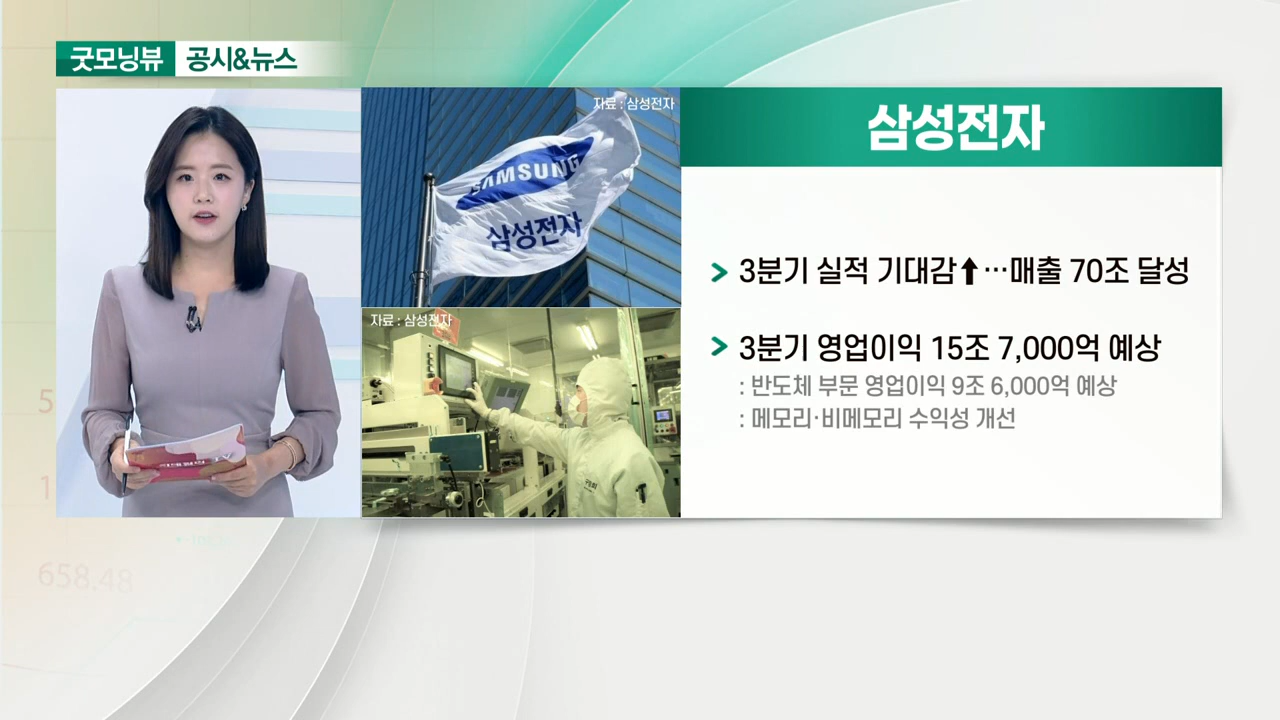 굿모닝뷰 공시&뉴스
자료 : 삼성전자
SAMSUNG
삼성전자
자료 : 삼성전자
삼성전자
3분기 실적 기대감⬆…매출 70조 달성
3분기 영업이익 15조 7,000억 예상
: 반도체 부문 영업이익 9조 6,000억 예상
: 메모리·비메모리 수익성 개선
5
1
658.48